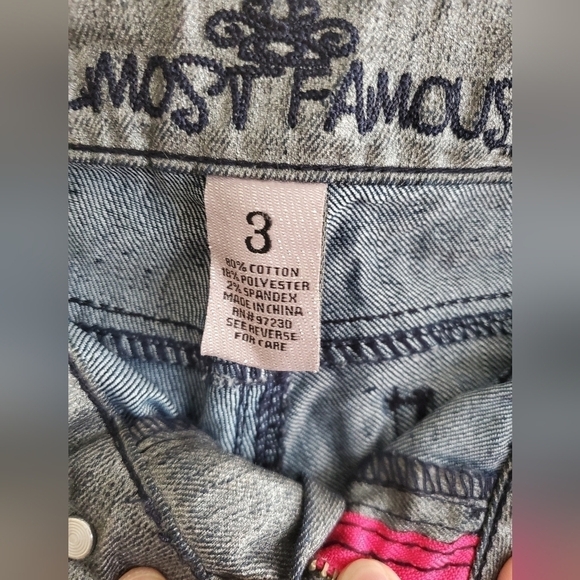 MOST FAMOUS
3
80% COTTON
18% POLYESTER
2% SPANDEX
MADE IN CHINA
RN# 97230
SEE REVERSE
FOR CARE